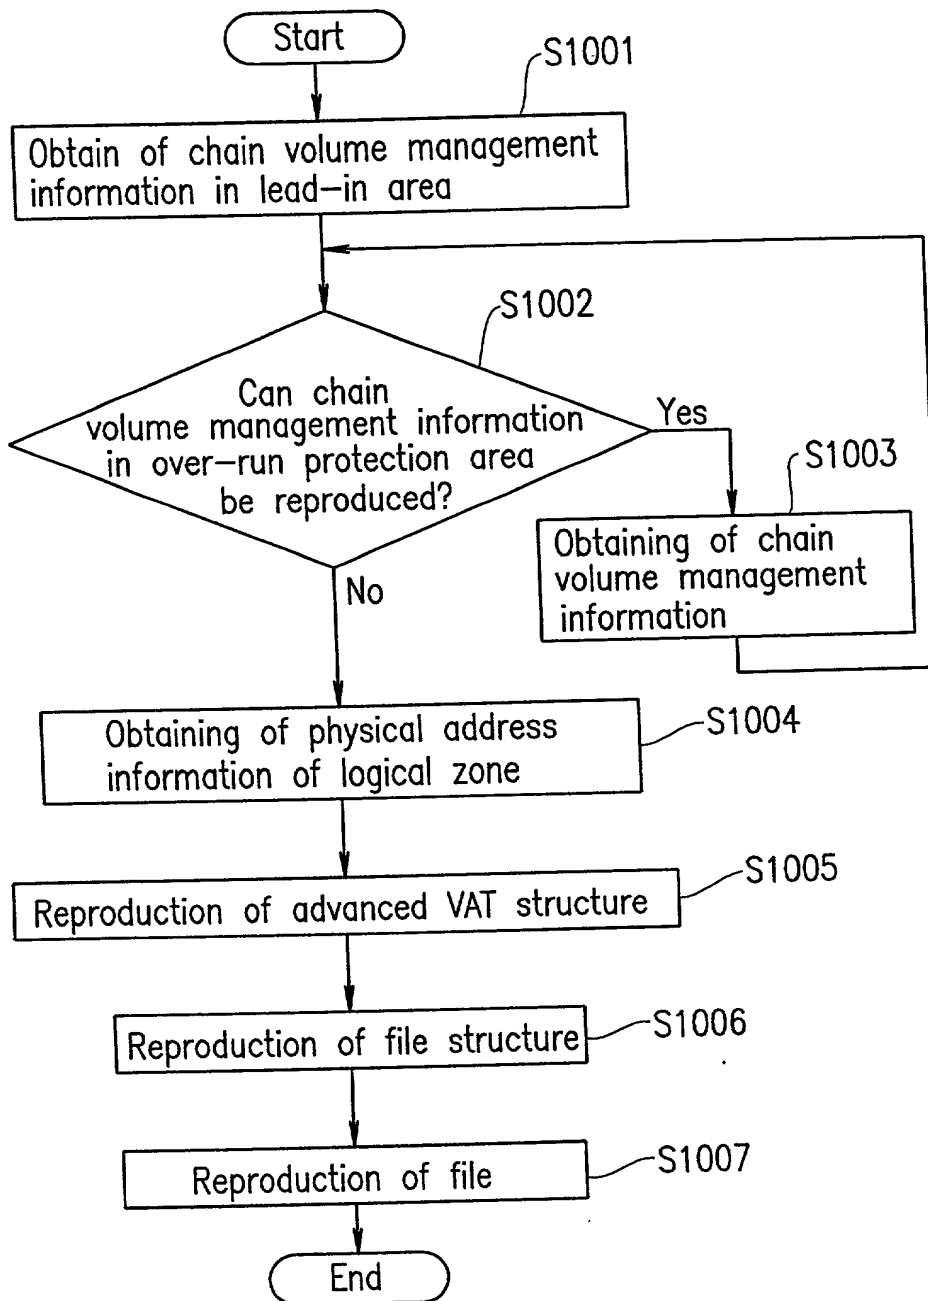 Start
S1001
Obtain of chain volume management
information in lead-in area
S1002
Can chain
volume management information
in over-run protection area
be reproduced?
Yes
S1003
Obtaining of chain
volume management
information
No
Obtaining of physical address
information of logical zone
S1004
Reproduction of advanced VAT structure
S1005
Reproduction of file structure
S1006
Reproduction of file
S1007
End